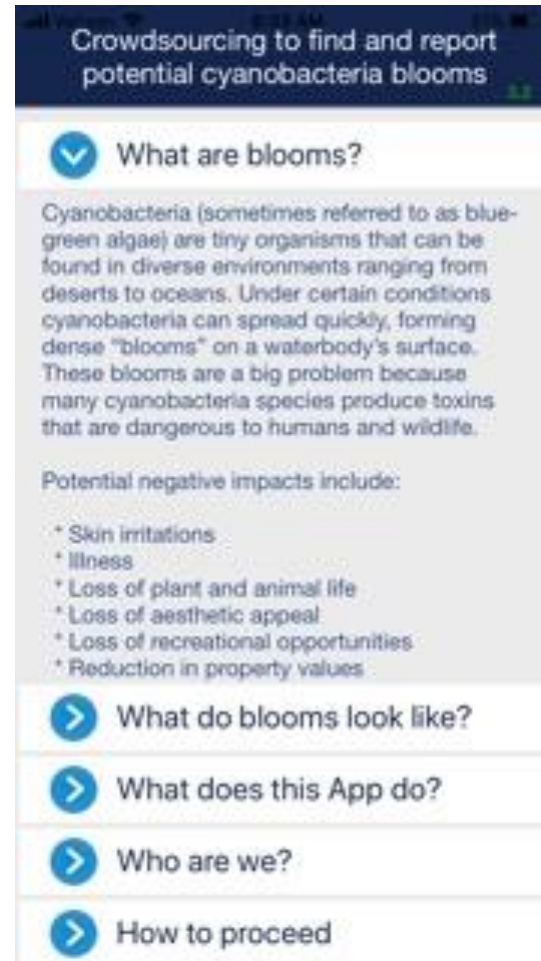 Crowdsourcing to find and report
potential cyanobacteria blooms
What are blooms?
Cyanobacteria (sometimes referred to as blue-
green algae) are tiny organisms that can be
found in diverse environments ranging from
deserts to oceans. Under certain conditions
cyanobacteria can spread quickly, forming
dense "blooms" on a waterbody's surface.
These blooms are a big problem because
many cyanobacteria species produce toxins
that are dangerous to humans and wildlife.
Potential negative impacts include:
* Skin irritations
* Illness
* Loss of plant and animal life
* Loss of aesthetic appeal
* Loss of recreational opportunities
* Reduction in property values
What do blooms look like?
What does this App do?
Who are we?
How to proceed